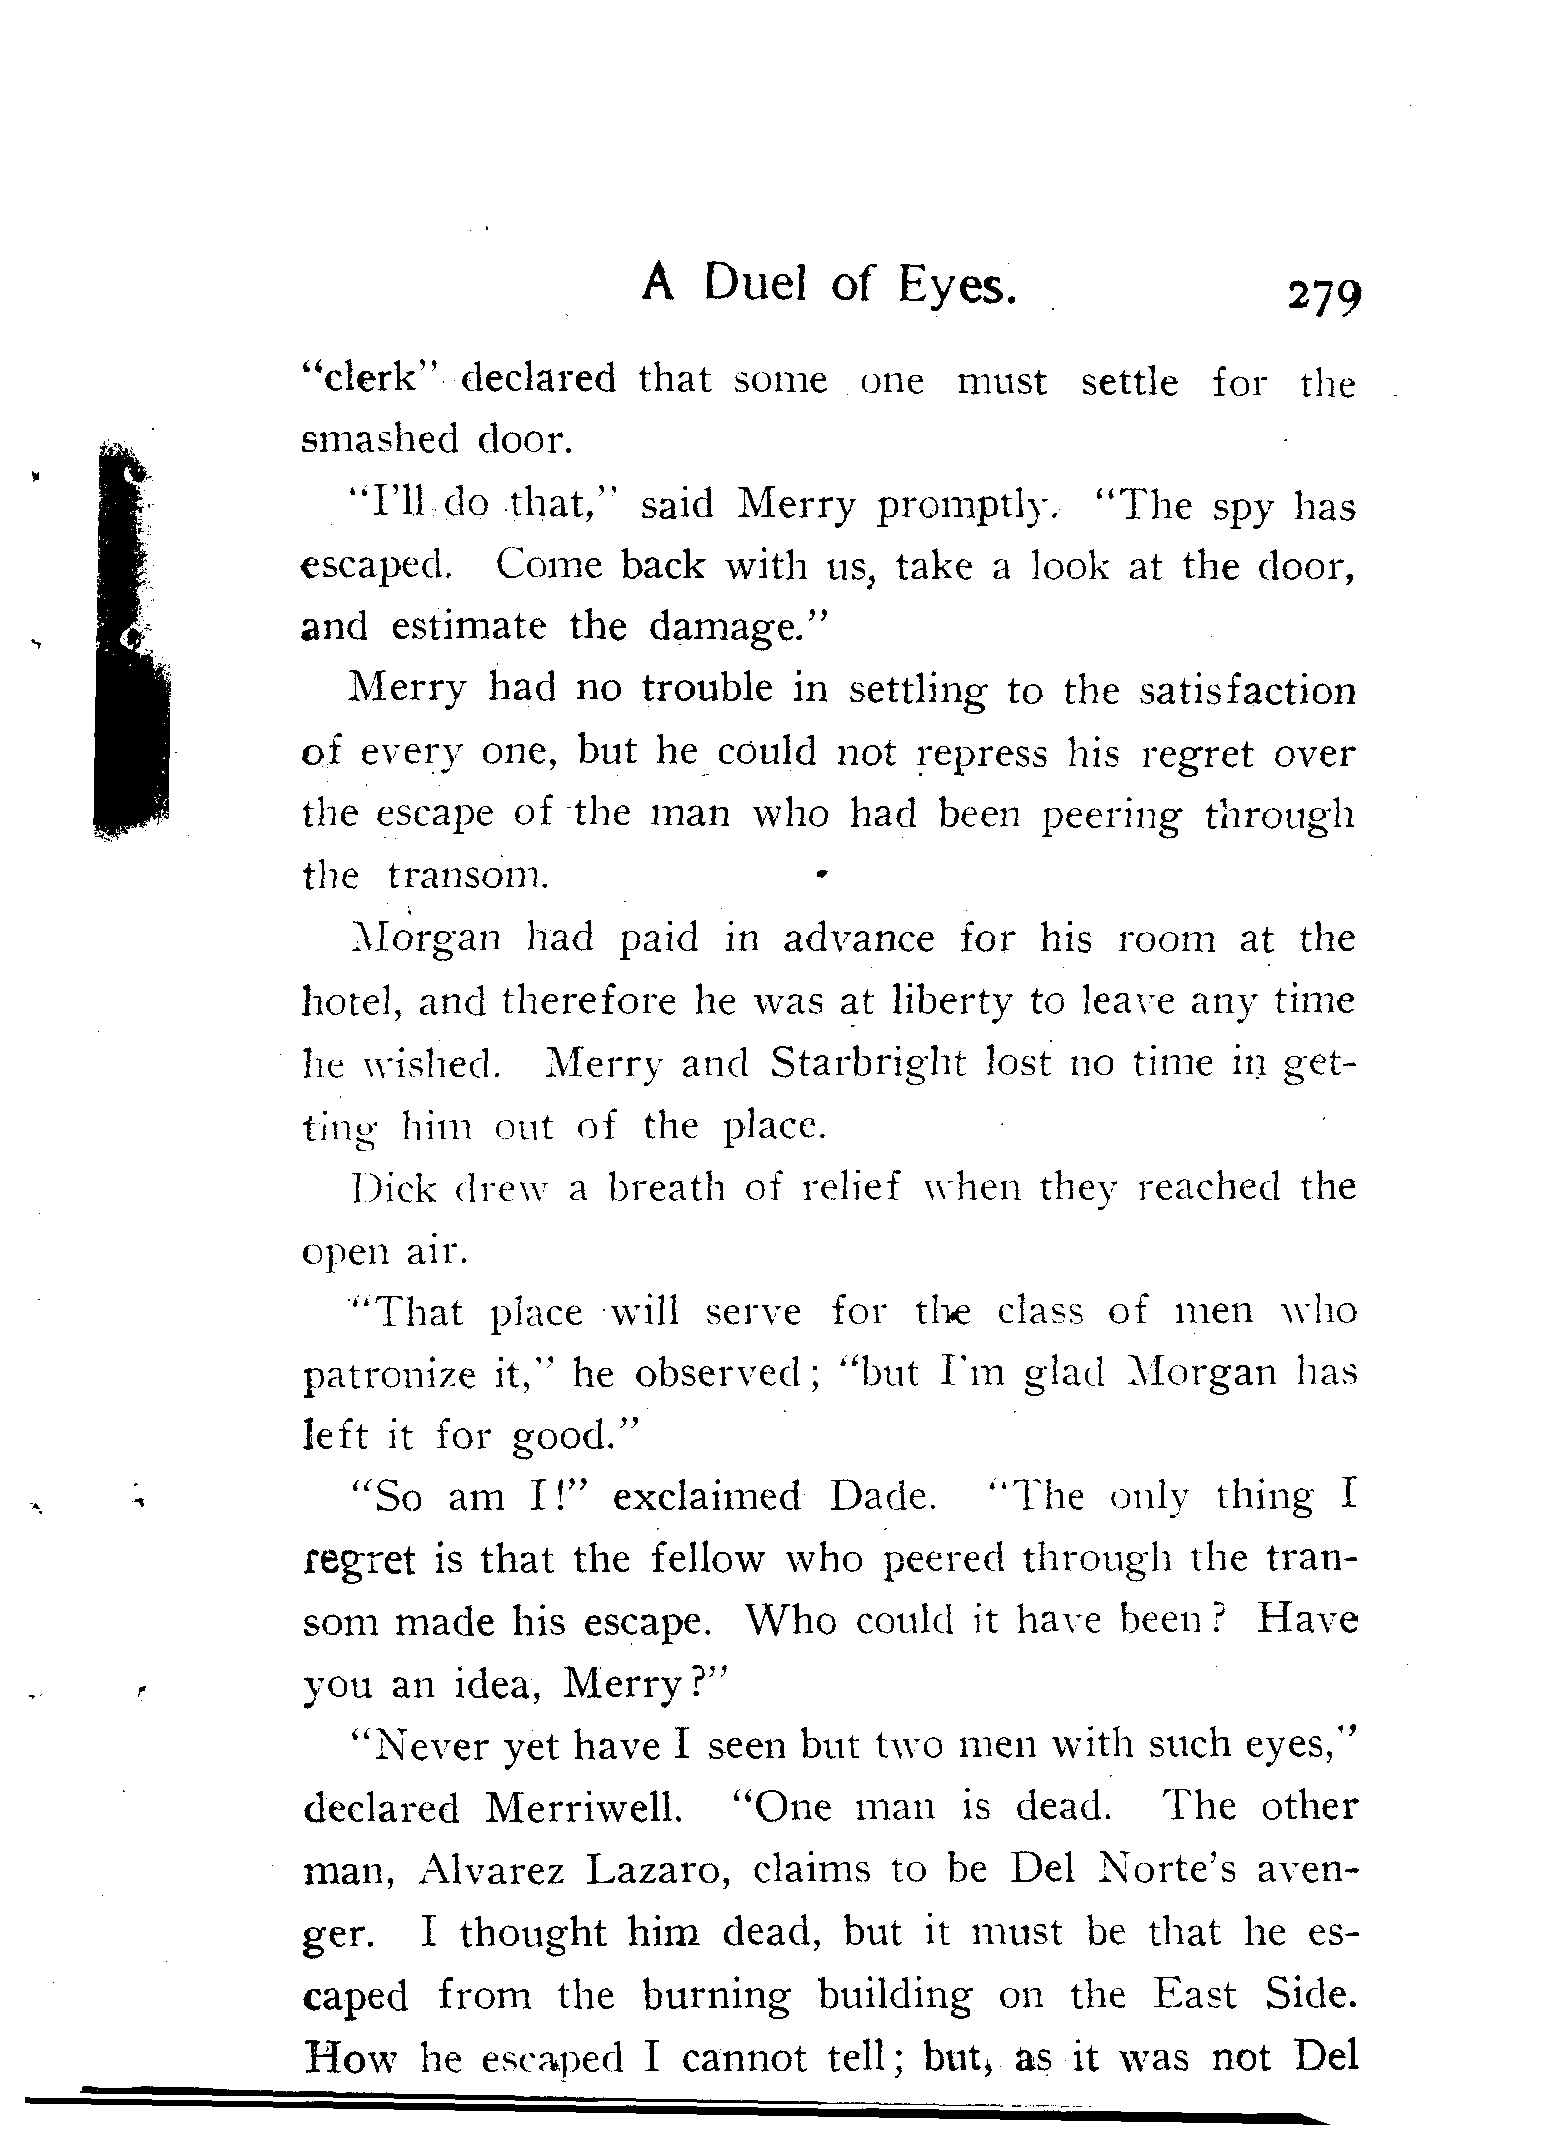 A Duel of Eyes. 279
"clerk" declared that some one must settle for the
smashed door.
"I'll do that," said Merry promptly. "The spy has
escaped. Come back with us, take a look at the door,
and estimate the damage."
Merry had no trouble in settling to the satisfaction
of every one, but he could not repress his regret over
the escape of the man who had been peering through
the transom.
Morgan had paid in advance for his room at the
hotel, and therefore he was at liberty to leave any time
he wished. Merry and Starbright lost no time in get-
ting him out of the place.
Dick drew a breath of relief when they reached the
open air.
"That place will serve for the class of men who
patronize it," he observed; "but I'm glad Morgan has
left it for good."
"So am I!" exclaimed Dade. "The only thing I
regret is that the fellow who peered through the tran-
som made his escape. Who could it have been? Have
you an idea, Merry?"
"Never yet have I seen but two men with such eyes,"
declared Merriwell. "One man is dead. The other
man, Alvarez Lazaro, claims to be Del Norte's aven-
ger. I thought him dead, but it must be that he es-
caped from the burning building on the East Side.
How he escaped I cannot tell; but, as it was not Del